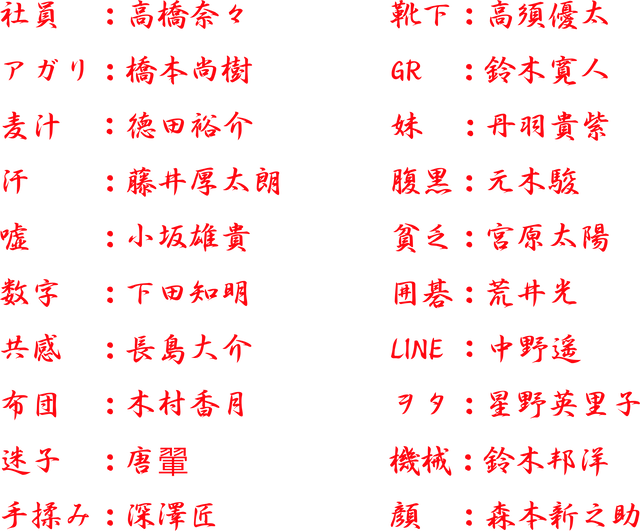 社員：高橋奈々
アガリ：橋本尚樹
麦汁：徳田裕介
汗：藤井厚太朗
嘘：小坂雄貴
数字：下田知明
共感：長島大介
布団：木村香月
迷子：唐翬
手揉み：深澤匠
靴下：高須優太
GR：鈴木寛人
妹：丹羽貴紫
腹黒：元木駿
貧乏：宮原太陽
囲碁：荒井光
LINE：中野遥
ヲタ：星野英里子
機械：鈴木邦洋
顔：森本新之助